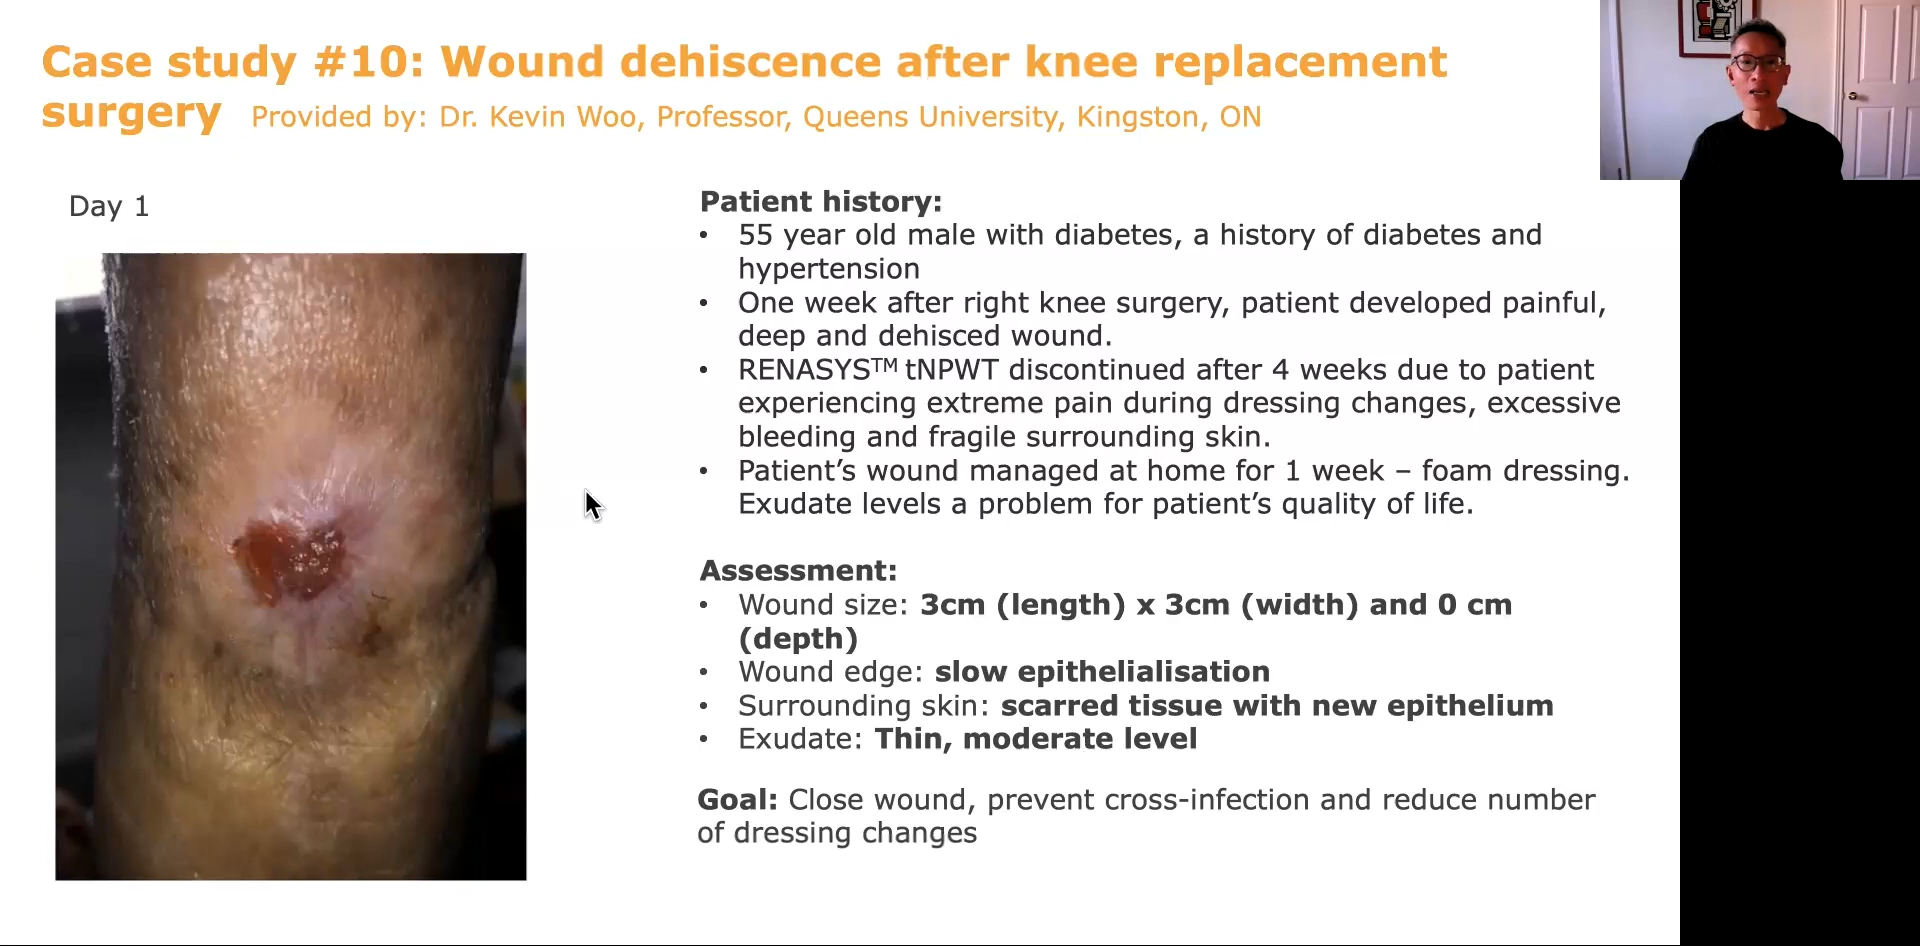 Case study #10: Wound dehiscence after knee replacement
surgery Provided by: Dr. Kevin Woo, Professor, Queens University, Kingston, ON
Day 1
Patient history:
• 55 year old male with diabetes, a history of diabetes and
hypertension
• One week after right knee surgery, patient developed painful,
deep and dehisced wound.
• RENASYS™ tNPWT discontinued after 4 weeks due to patient
experiencing extreme pain during dressing changes, excessive
bleeding and fragile surrounding skin.
• Patient’s wound managed at home for 1 week – foam dressing.
Exudate levels a problem for patient’s quality of life.
Assessment:
• Wound size: 3cm (length) x 3cm (width) and 0 cm
(depth)
• Wound edge: slow epithelialisation
• Surrounding skin: scarred tissue with new epithelium
• Exudate: Thin, moderate level
Goal: Close wound, prevent cross-infection and reduce number
of dressing changes